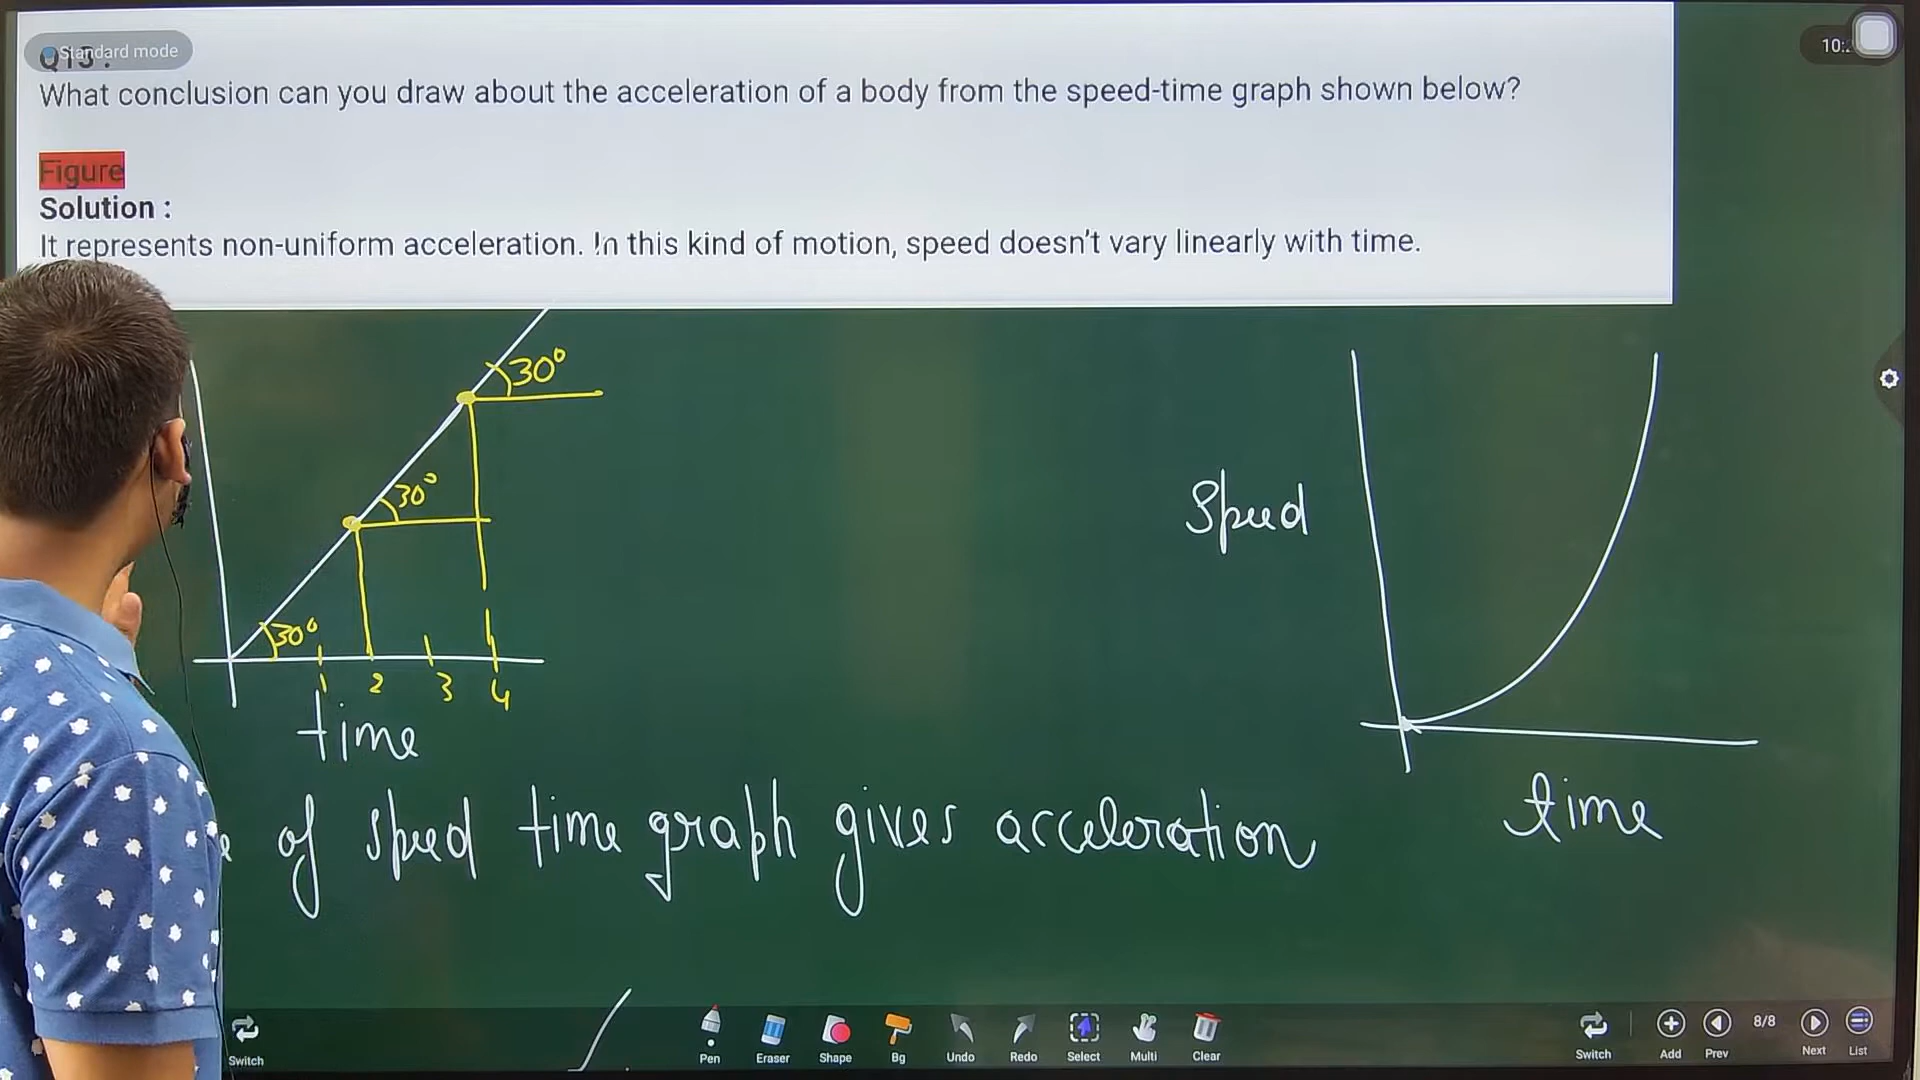 Standard mode
Q13 :
10:
What conclusion can you draw about the acceleration of a body from the speed-time graph shown below?
Figure
Solution :
It represents non-uniform acceleration. In this kind of motion, speed doesn't vary linearly with time.
30°
30°
30°
1 2 3 4
time
Speed
time
of speed time graph gives acceleration
Switch Pen Eraser Shape Bg Undo Redo Select Multi Clear Switch Add Prev 8/8 Next List